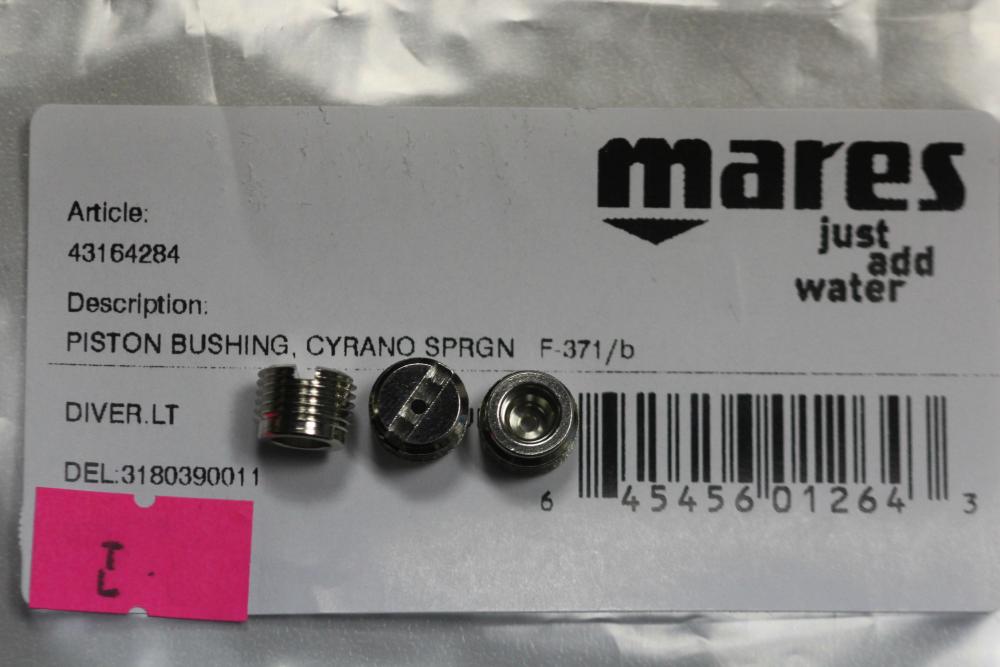 mares
just
add
water
Article:
43164284
Description:
PISTON BUSHING, CYRANO SPRGN F-371/b
DIVER.LT
DEL:3180390011
6 45456 01264 3
T
L